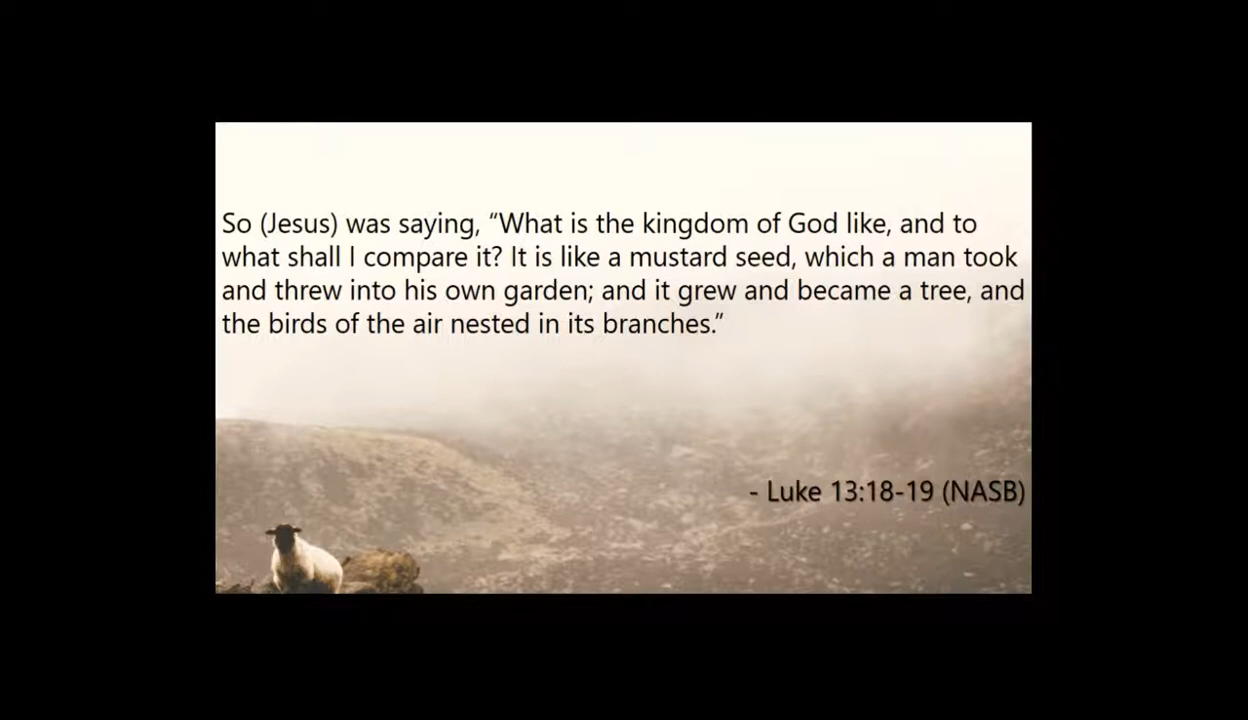 So (Jesus) was saying, “What is the kingdom of God like, and to
what shall I compare it? It is like a mustard seed, which a man took
and threw into his own garden; and it grew and became a tree, and
the birds of the air nested in its branches.”
- Luke 13:18-19 (NASB)